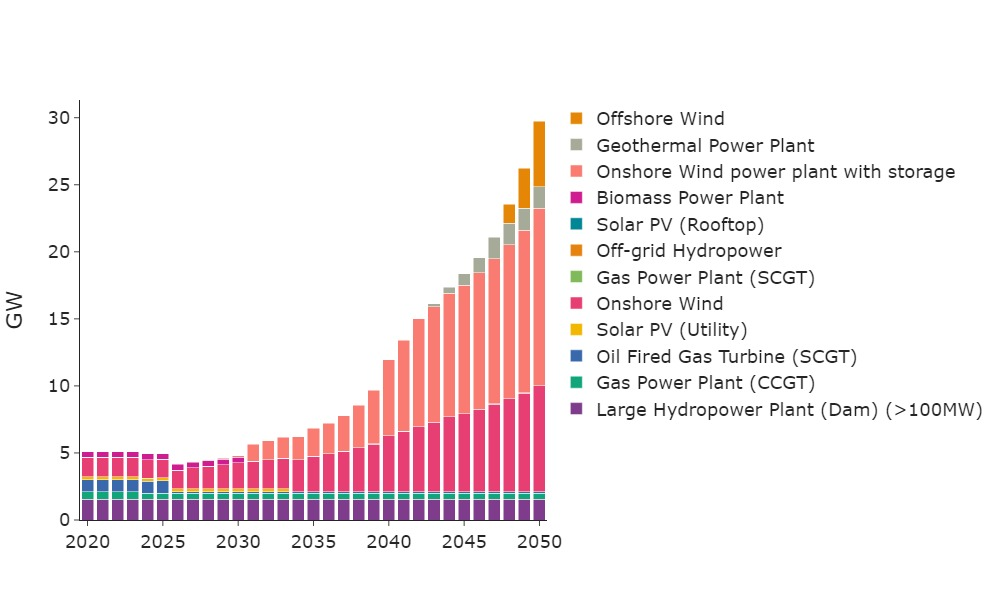 30
25
20
15
10
5
0
GW
2020 2025 2030 2035 2040 2045 2050
Offshore Wind
Geothermal Power Plant
Onshore Wind power plant with storage
Biomass Power Plant
Solar PV (Rooftop)
Off-grid Hydropower
Gas Power Plant (SCGT)
Onshore Wind
Solar PV (Utility)
Oil Fired Gas Turbine (SCGT)
Gas Power Plant (CCGT)
Large Hydropower Plant (Dam) (>100MW)